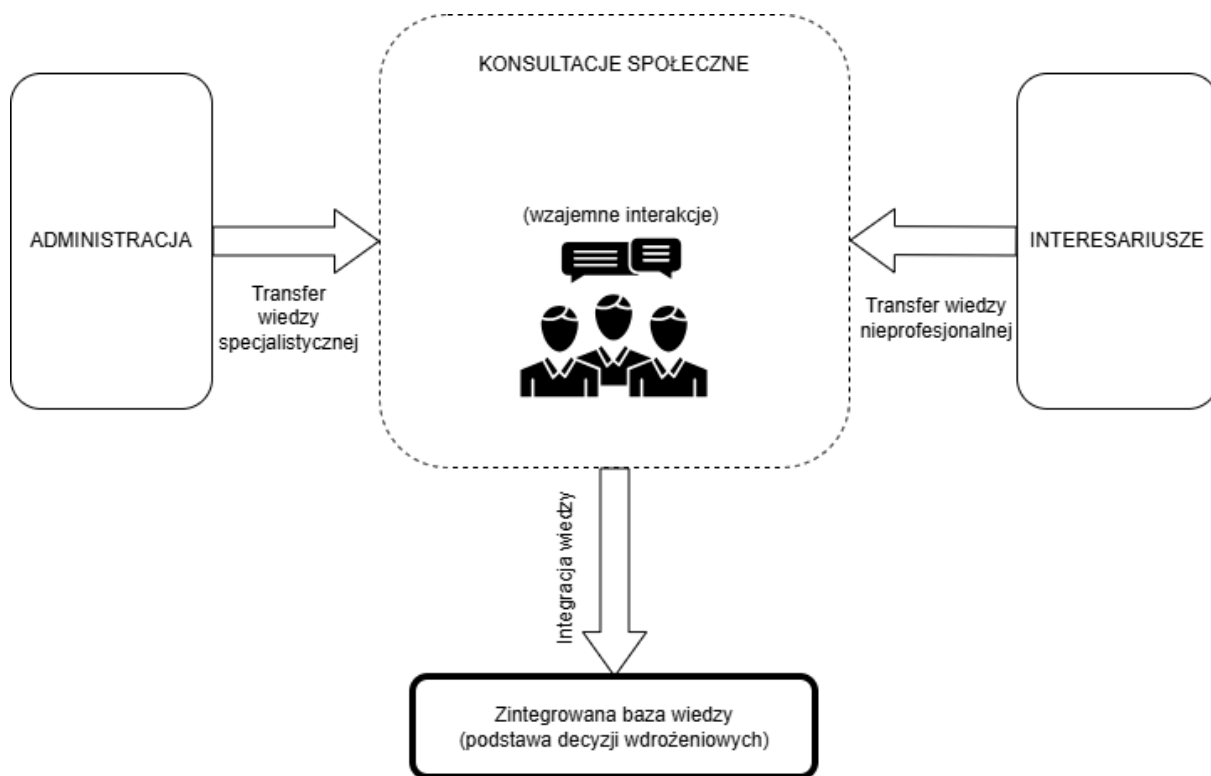 KONSULTACJE SPOŁECZNE
ADMINISTRACJA
(wzajemne interakcje)
INTERESARIUSZE
Transfer
wiedzy
specjalistycznej
Transfer wiedzy
nieprofesjonalnej
Integracja wiedzy
Zintegrowana baza wiedzy
(podstawa decyzji wdrożeniowych)